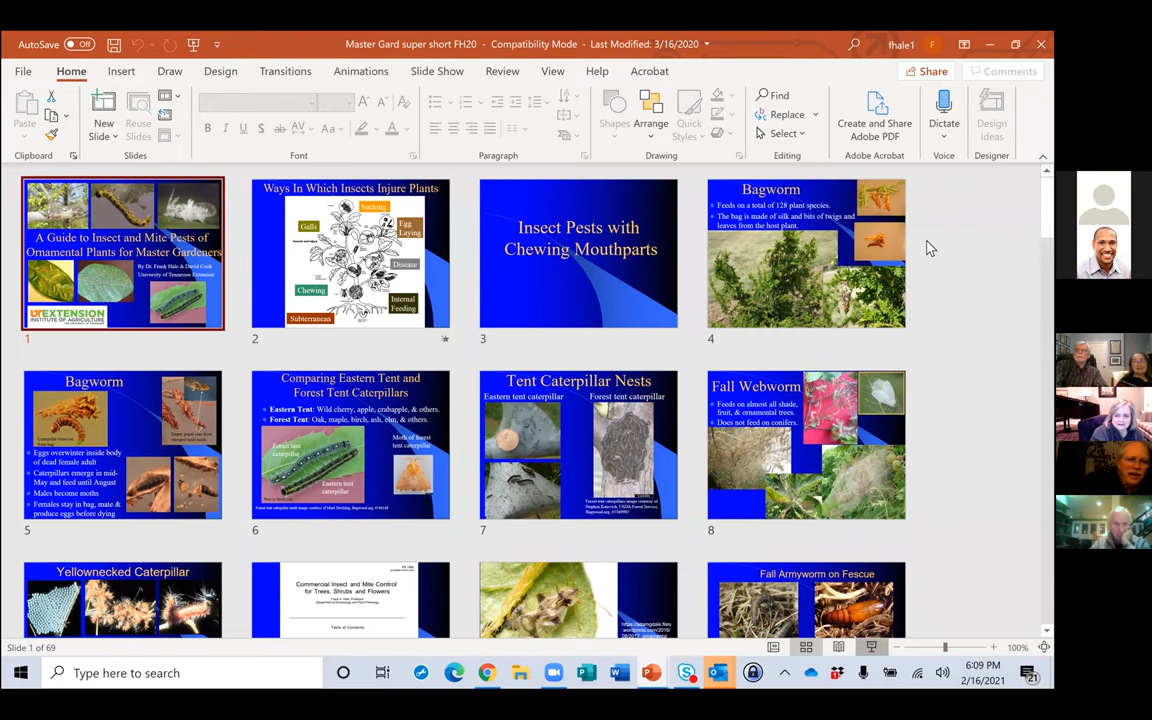 AutoSave Off
Master Gard super short FH20 - Compatibility Mode - Last Modified: 3/16/2020
fhale1 F
File Home Insert Draw Design Transitions Animations Slide Show Review View Help Acrobat
Share Comments
Paste
New
Slide
Reuse
Slides
B I U S ab AV Aa A
Shapes
Arrange
Quick
Styles
Find
Replace
Select
Create and Share
Adobe PDF
Dictate
Design
Ideas
Clipboard Slides Font Paragraph Drawing Editing Adobe Acrobat Voice Designer
A Guide to Insect and Mite Pests of
Ornamental Plants for Master Gardeners
By Dr. Frank Hale & David Cook
University of Tennessee Extension
UT EXTENSION
INSTITUTE OF AGRICULTURE
1
Ways In Which Insects Injure Plants
Sucking
Galls
Egg
Laying
Disease
Chewing
Internal
Feeding
Subterranean
2
Insect Pests with
Chewing Mouthparts
3
Bagworm
Feeds on a total of 128 plant species.
The bag is made of silk and bits of twigs and
leaves from the host plant.
4
Bagworm
Eggs overwinter inside body
of dead female adult
Caterpillars emerge in mid-
May and feed until August
Males become moths
Females stay in bag, mate &
produce eggs before dying
5
Comparing Eastern Tent and
Forest Tent Caterpillars
Eastern Tent: Wild cherry, apple, crabapple, & others.
Forest Tent: Oak, maple, birch, ash, elm, & others.
Forest tent
caterpillar
Eastern tent
caterpillar
Moth of forest
tent caterpillar
6
Tent Caterpillar Nests
Eastern tent caterpillar
Forest tent caterpillar
7
Fall Webworm
Feeds on almost all shade,
fruit, & ornamental trees.
Does not feed on conifers.
8
Yellownecked Caterpillar
Commercial Insect and Mite Control
for Trees, Shrubs and Flowers
Table of Contents
Fall Armyworm on Fescue
Slide 1 of 69
100%
Type here to search
6:09 PM
2/16/2021
21